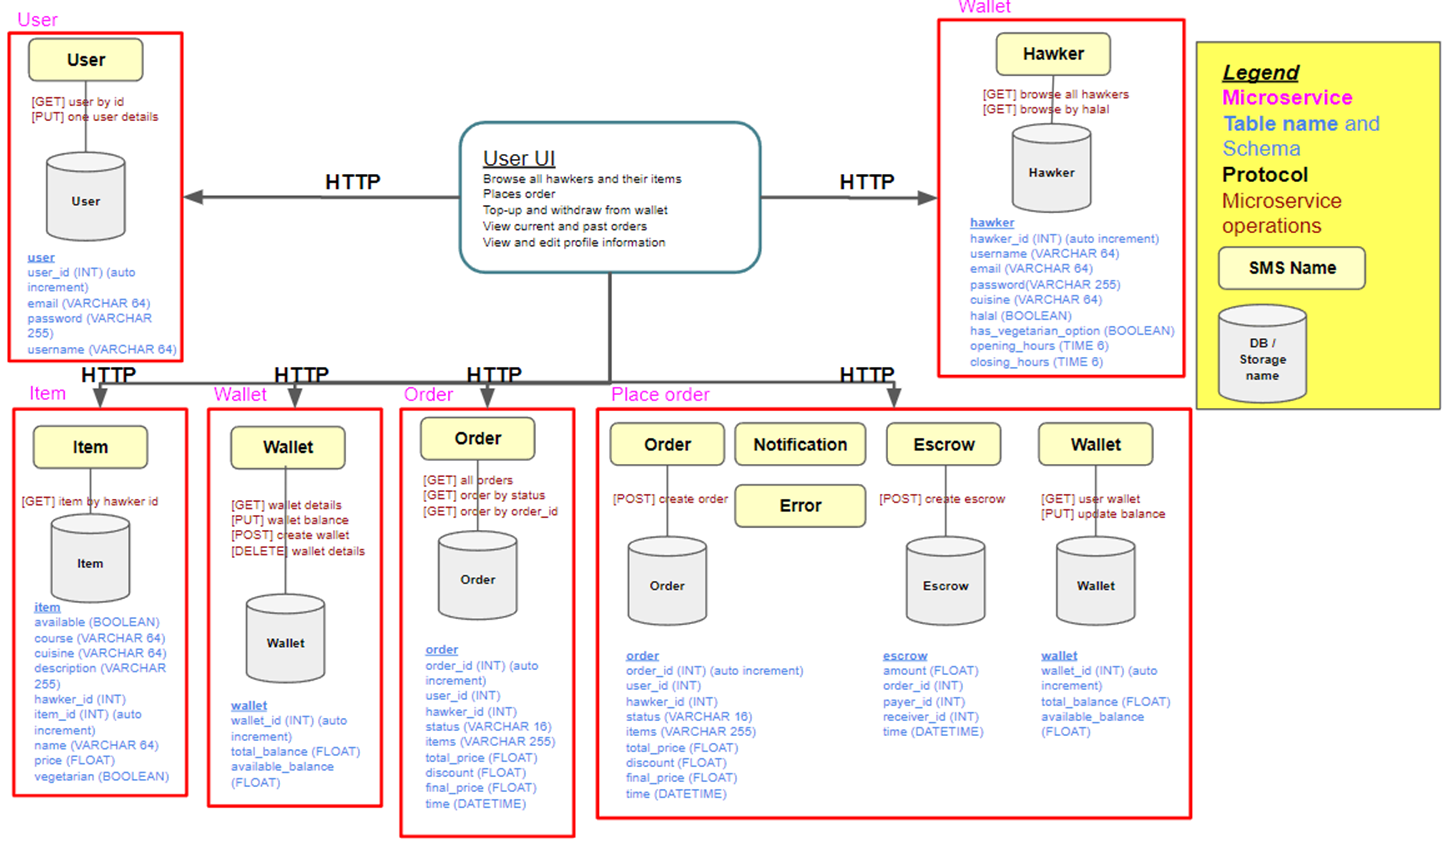 User
User
[GET] user by id
[PUT] one user details
User
user
user_id (INT) (auto
increment)
email (VARCHAR 64)
password (VARCHAR
255)
username (VARCHAR 64)
HTTP
User UI
Browse all hawkers and their items
Places order
Top-up and withdraw from wallet
View current and past orders
View and edit profile information
HTTP
Wallet
Hawker
[GET] browse all hawkers
[GET] browse by halal
Hawker
hawker
hawker_id (INT) (auto increment)
username (VARCHAR 64)
email (VARCHAR 64)
password(VARCHAR 255)
cuisine (VARCHAR 64)
halal (BOOLEAN)
has_vegetarian_option (BOOLEAN)
opening_hours (TIME 6)
closing_hours (TIME 6)
Legend
Microservice
Table name and
Schema
Protocol
Microservice
operations
SMS Name
DB /
Storage
name
HTTP
HTTP
HTTP
HTTP
Item
Item
[GET] item by hawker id
Item
item
available (BOOLEAN)
course (VARCHAR 64)
cuisine (VARCHAR 64)
description (VARCHAR
255)
hawker_id (INT)
item_id (INT) (auto
increment)
name (VARCHAR 64)
price (FLOAT)
vegetarian (BOOLEAN)
Wallet
Wallet
[GET] wallet details
[PUT] wallet balance
[POST] create wallet
[DELETE] wallet details
Wallet
wallet
wallet_id (INT) (auto
increment)
total_balance (FLOAT)
available_balance
(FLOAT)
Order
Order
[GET] all orders
[GET] order by status
[GET] order by order_id
Order
order
order_id (INT) (auto
increment)
user_id (INT)
hawker_id (INT)
status (VARCHAR 16)
items (VARCHAR 255)
total_price (FLOAT)
discount (FLOAT)
final_price (FLOAT)
time (DATETIME)
Place order
Order
[POST] create order
Order
order
order_id (INT) (auto increment)
user_id (INT)
hawker_id (INT)
status (VARCHAR 16)
items (VARCHAR 255)
total_price (FLOAT)
discount (FLOAT)
final_price (FLOAT)
time (DATETIME)
Notification
Error
Escrow
[POST] create escrow
Escrow
escrow
amount (FLOAT)
order_id (INT)
payer_id (INT)
receiver_id (INT)
time (DATETIME)
Wallet
[GET] user wallet
[PUT] update balance
Wallet
wallet
wallet_id (INT) (auto
increment)
total_balance (FLOAT)
available_balance
(FLOAT)